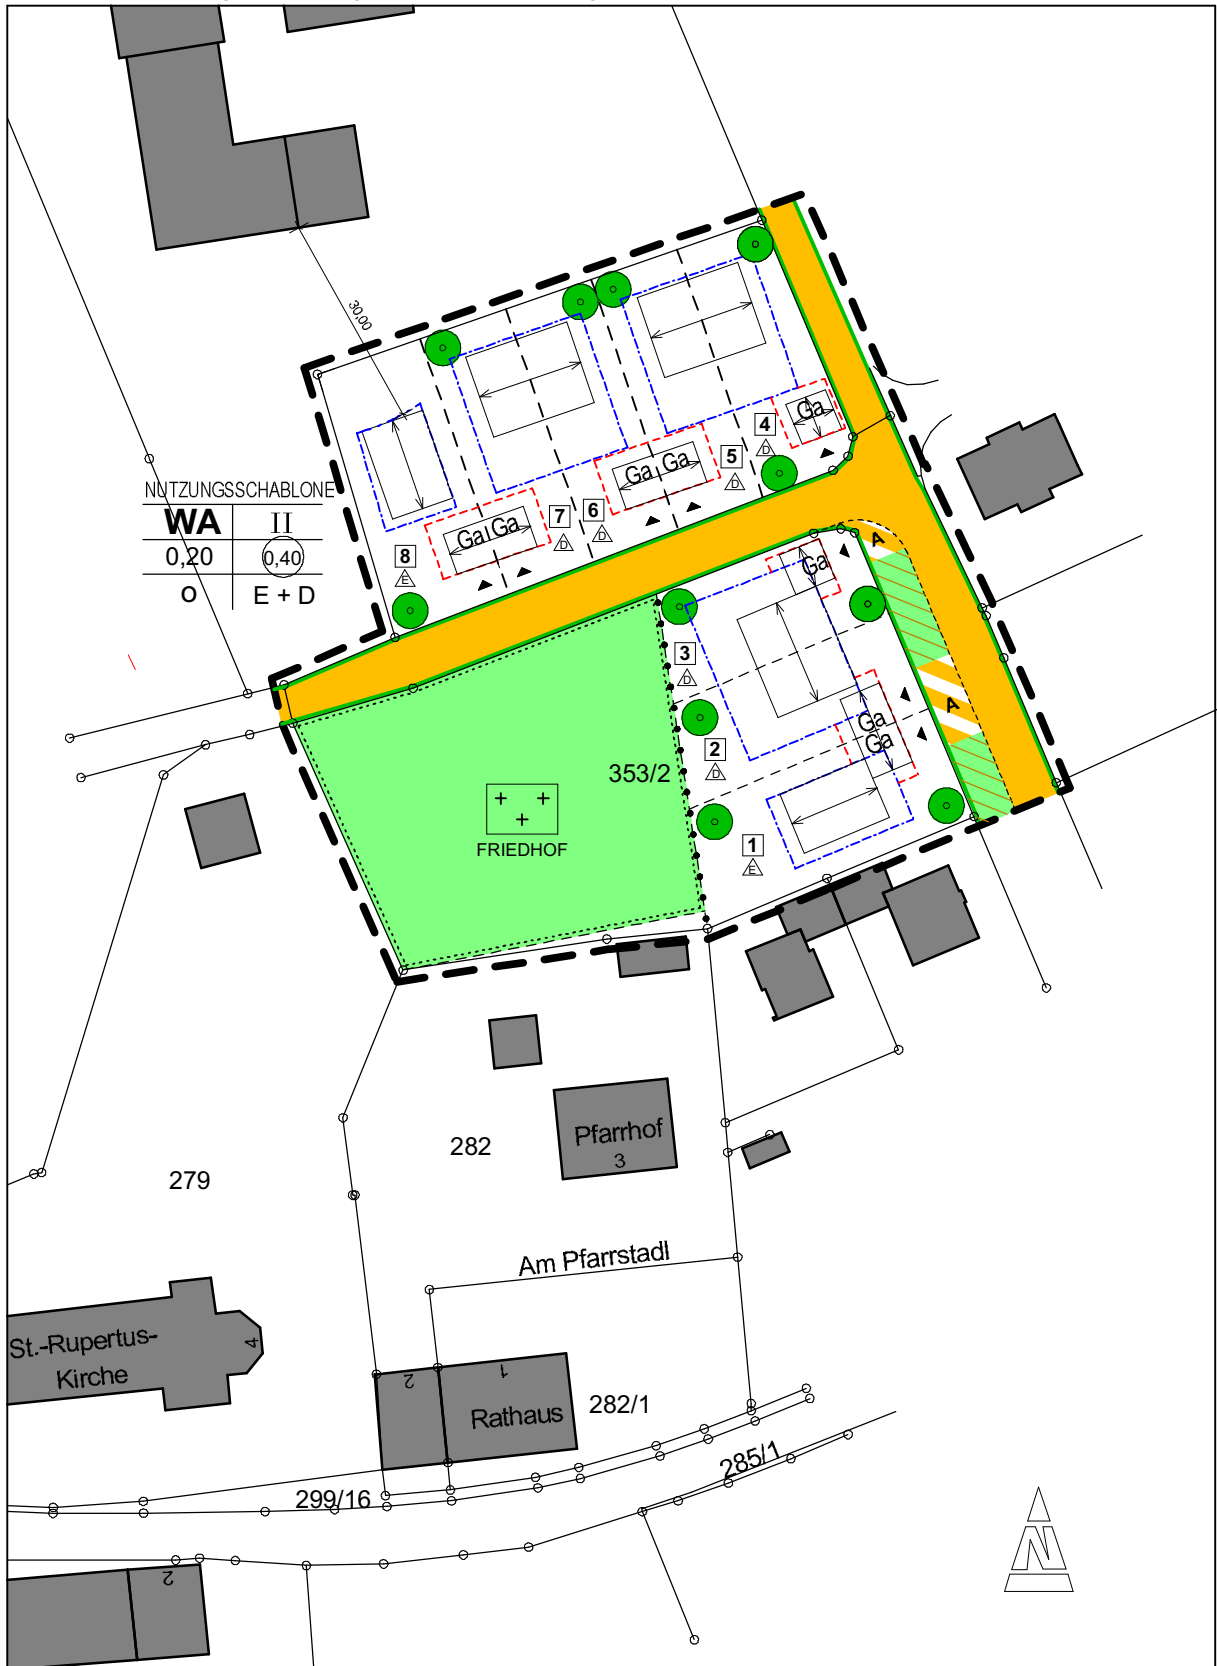 30,00
NUTZUNGSSCHABLONE
WA II
0,20 0,40
o E + D
Ga
4
D
5
D
Ga Ga
6
D
7
D
Ga Ga
8
E
A
Ga
3
D
A
Ga
Ga
2
D
353/2
1
E
FRIEDHOF
Pfarrhof
3
282
279
Am Pfarrstadl
St.-Rupertus-
Kirche
4
2
1
Rathaus
282/1
285/1
299/16
2
N